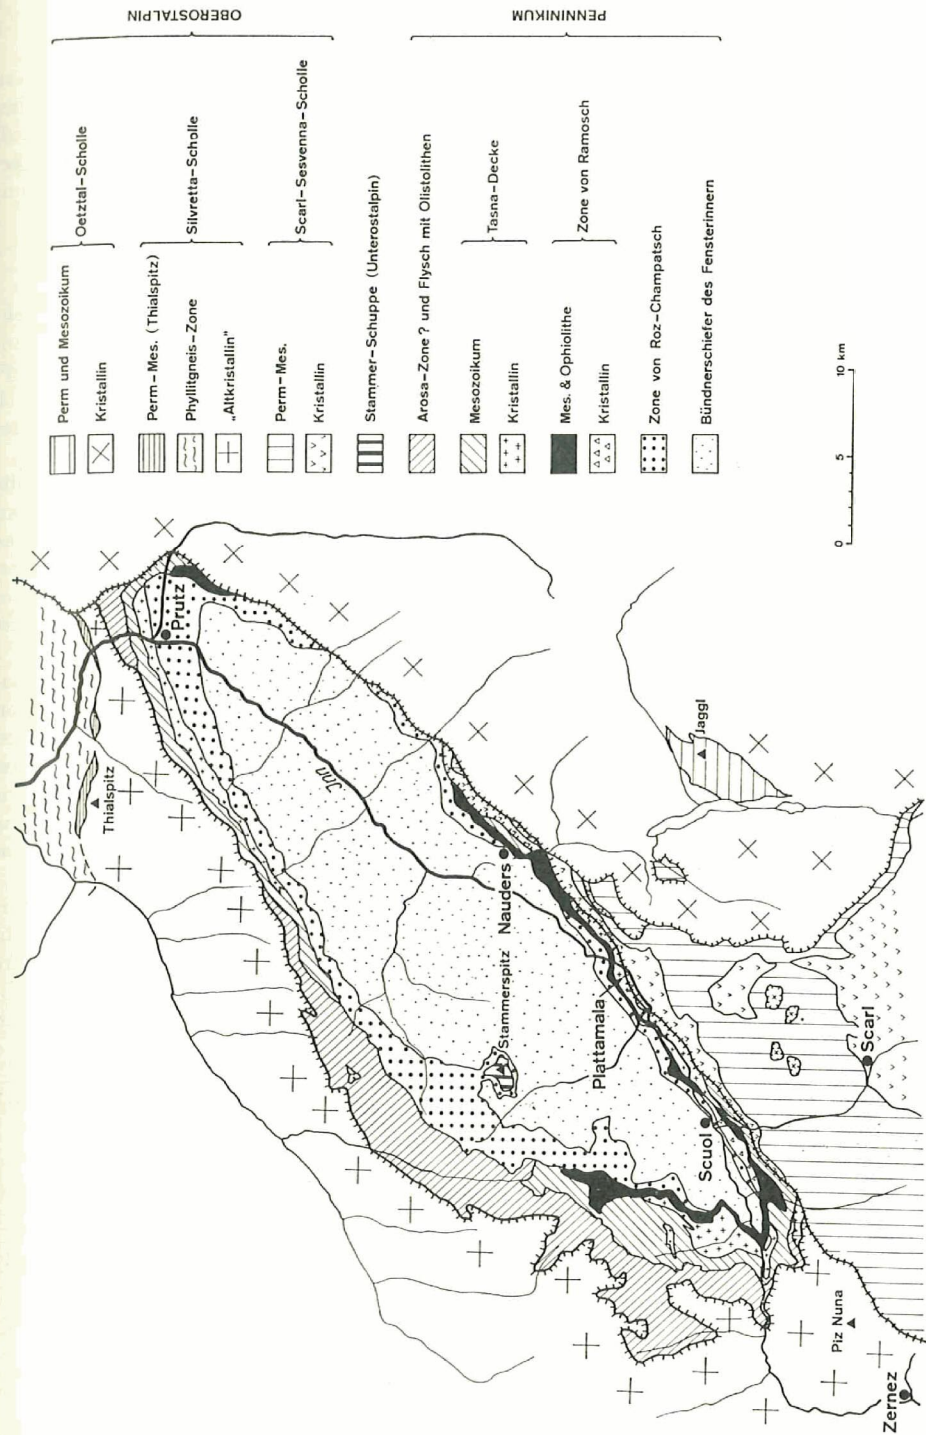 OBEROSTALPIN
Oetztal-Scholle
Perm und Mesozoikum
Kristallin
Silvretta-Scholle
Perm-Mes. (Thialspitz)
Phyllitgneis-Zone
„Altkristallin"
Scarl-Sesvenna-Scholle
Perm-Mes.
Kristallin
Stammer-Schuppe (Unterostalpin)
PENNINIKUM
Arosa-Zone? und Flysch mit Olistolithen
Tasna-Decke
Mesozoikum
Kristallin
Zone von Ramosch
Mes. & Ophiolithe
Kristallin
Zone von Roz-Champatsch
Bündnerschiefer des Fensterinnern
0 5 10 km
Prutz
Thialspitz
Jnn
Jaggl
Nauders
Stammerspitz
Plattamala
Scarl
Scuol
Piz Nuna
Zernez